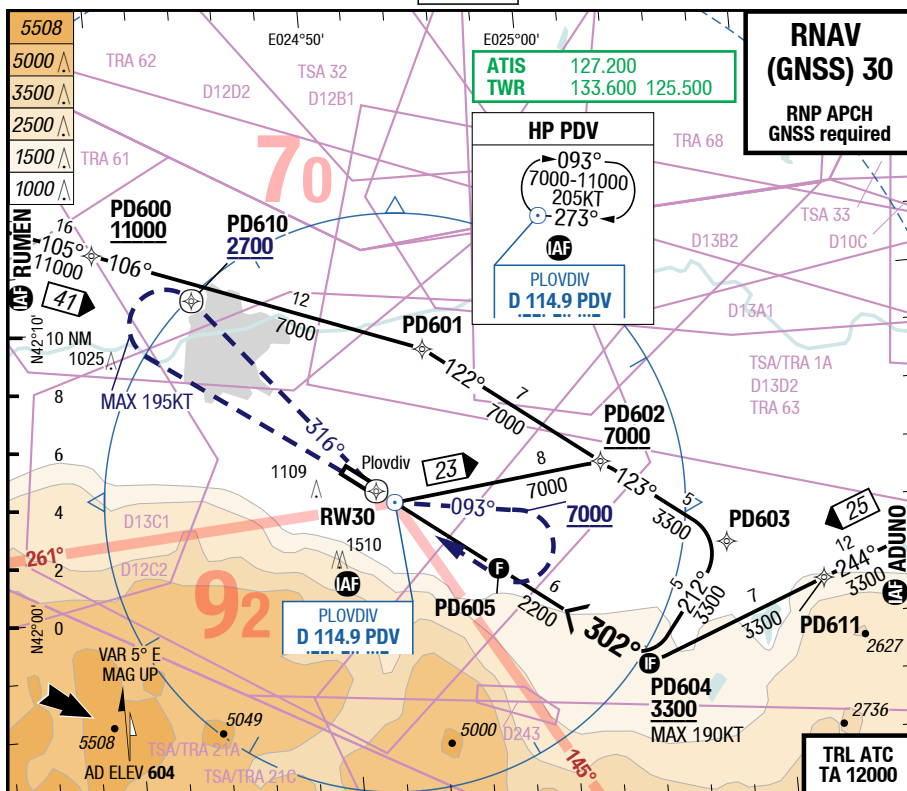 5508
5000
3500
2500
1500
1000
E024°50'
E025°00'
RNAV
(GNSS) 30
RNP APCH
GNSS required
ATIS 127.200
TWR 133.600 125.500
TRA 62
TSA 32
D12D2
D12B1
TRA 61
70
TRA 68
TSA 33
D10C
D13B2
D13A1
TSA/TRA 1A
D13D2
TRA 63
HP PDV
093°
7000-11000
205KT
273°
IAF
PLOVDIV
D 114.9 PDV
IAF RUMEN
16
105°
11000
PD600
11000
106°
PD610
2700
41
12
7000
PD601
122°
7
7000
PD602
7000
N42°10'
10 NM
1025
8
6
4
2
0
N42°00'
MAX 195KT
316°
Plovdiv
1109
RW30
23
8
7000
123°
5
3300
PD603
093°
7000
25
12
244°
3300
IAF ADUNO
D13C1
261°
D12C2
1510
IAF
92
PLOVDIV
D 114.9 PDV
F
PD605
6
2200
302°
5
212°
3300
7
3300
PD611
2627
IF
PD604
3300
MAX 190KT
2736
VAR 5° E
MAG UP
5508
5049
5000
D243
145°
TSA/TRA 21A
AD ELEV 604
TSA/TRA 21C
TRL ATC
TA 12000